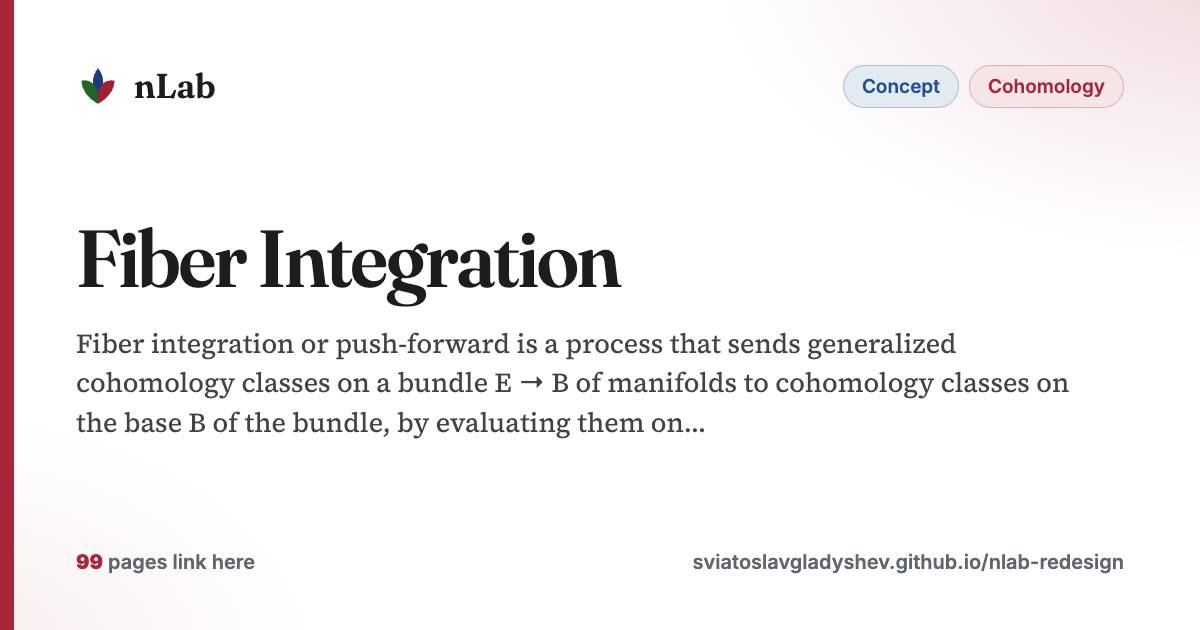 nLab
Concept
Cohomology
Fiber Integration
Fiber integration or push-forward is a process that sends generalized
cohomology classes on a bundle E → B of manifolds to cohomology classes on
the base B of the bundle, by evaluating them on...
99 pages link here
sviatoslavgladyshev.github.io/nlab-redesign